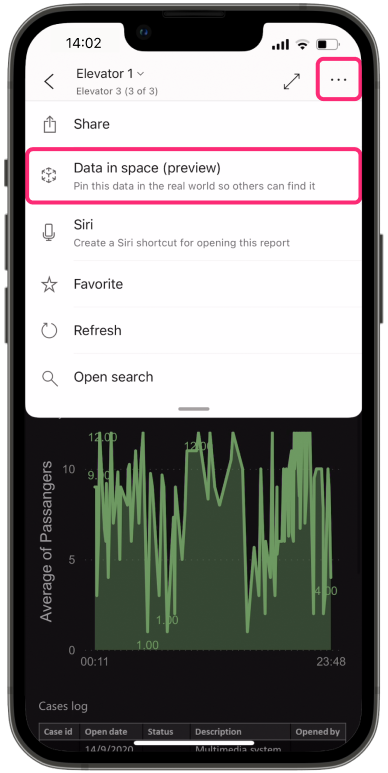 14:02
Elevator 1
Elevator 3 (3 of 3)
Share
Data in space (preview)
Pin this data in the real world so others can find it
Siri
Create a Siri shortcut for opening this report
Favorite
Refresh
Open search
12.00
12.00
9.00
4.00
1.00
1.00
Average of Passangers
10
5
0
00:11
23:48
Cases log
Case id Open date Status Description Opened by
14/9/2020 Multimedia system